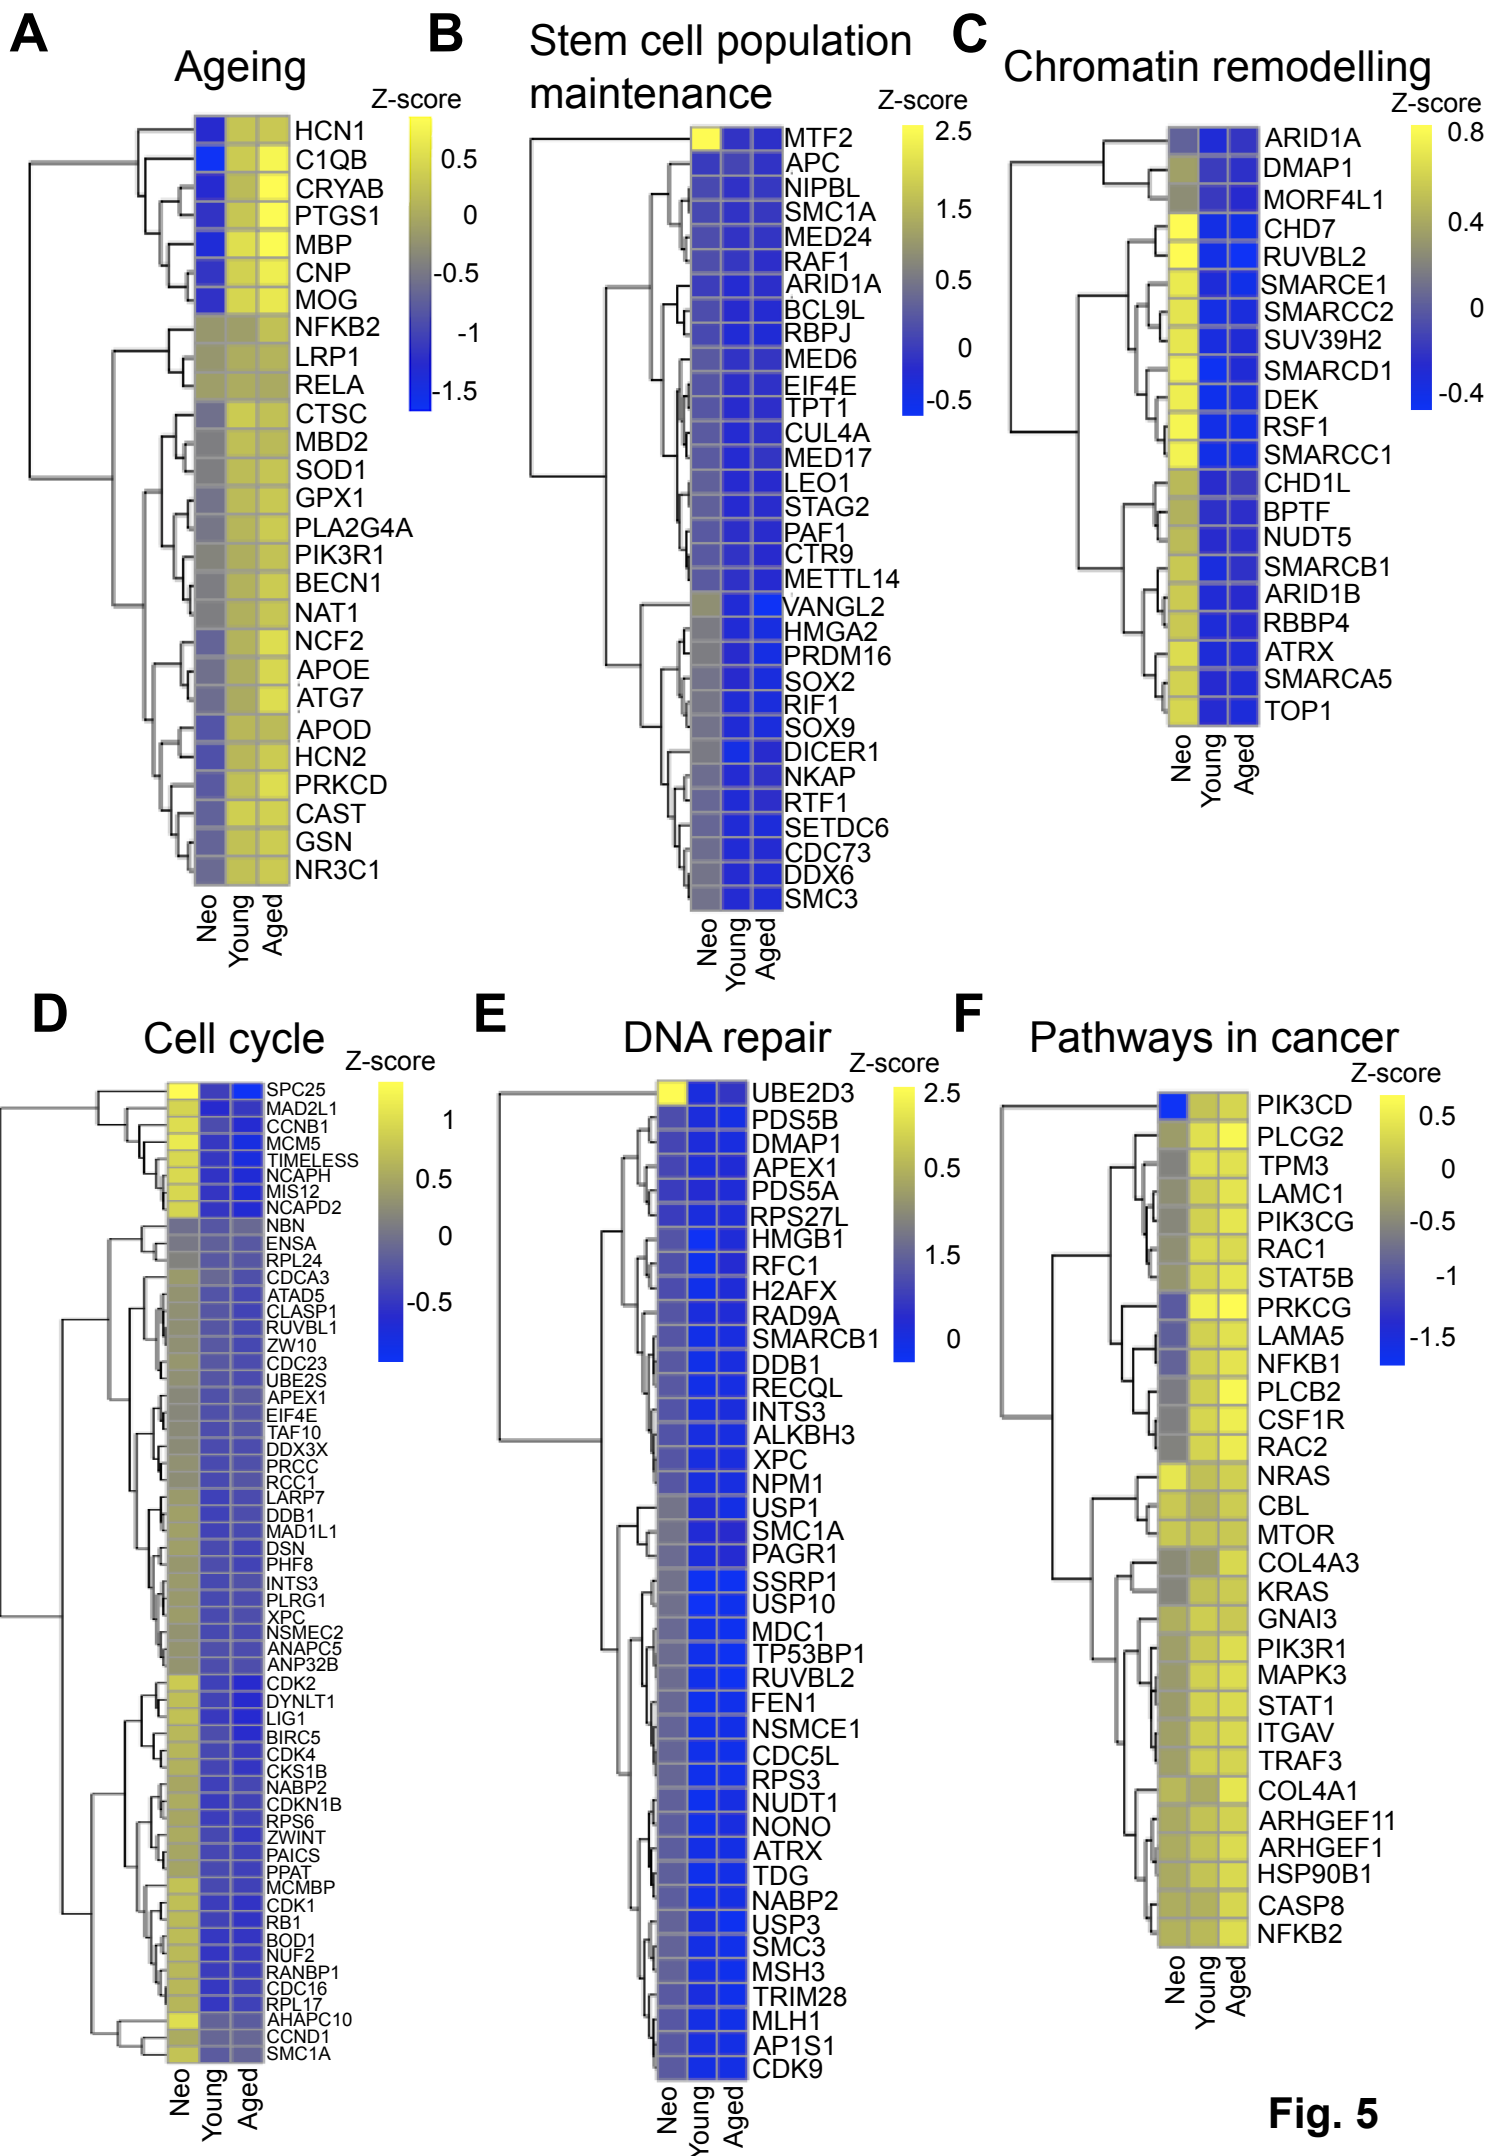 A
Ageing
Z-score
0.5
0
-0.5
-1
-1.5
HCN1
C1QB
CRYAB
PTGS1
MBP
CNP
MOG
NFKB2
LRP1
RELA
CTSC
MBD2
SOD1
GPX1
PLA2G4A
PIK3R1
BECN1
NAT1
NCF2
APOE
ATG7
APOD
HCN2
PRKCD
CAST
GSN
NR3C1
Neo
Young
Aged
B
Stem cell population
maintenance
Z-score
2.5
1.5
0.5
0
-0.5
MTF2
APC
NIPBL
SMC1A
MED24
RAF1
ARID1A
BCL9L
RBPJ
MED6
EIF4E
TPT1
CUL4A
MED17
LEO1
STAG2
PAF1
CTR9
METTL14
VANGL2
HMGA2
PRDM16
SOX2
RIF1
SOX9
DICER1
NKAP
RTF1
SETDC6
CDC73
DDX6
SMC3
Neo
Young
Aged
C
Chromatin remodelling
Z-score
0.8
0.4
0
-0.4
ARID1A
DMAP1
MORF4L1
CHD7
RUVBL2
SMARCE1
SMARCC2
SUV39H2
SMARCD1
DEK
RSF1
SMARCC1
CHD1L
BPTF
NUDT5
SMARCB1
ARID1B
RBBP4
ATRX
SMARCA5
TOP1
Neo
Young
Aged
D
Cell cycle
Z-score
1
0.5
0
-0.5
SPC25
MAD2L1
CCNB1
MCM5
TIMELESS
NCAPH
MIS12
NCAPD2
NBN
ENSA
RPL24
CDCA3
ATAD5
CLASP1
RUVBL1
ZW10
CDC23
UBE2S
APEX1
EIF4E
TAF10
DDX3X
PRCC
RCC1
LARP7
DDB1
MAD1L1
DSN
PHF8
INTS3
PLRG1
XPC
NSMEC2
ANAPC5
ANP32B
CDK2
DYNLT1
LIG1
BIRC5
CDK4
CKS1B
NABP2
CDKN1B
RPS6
ZWINT
PAICS
PPAT
MCMBP
CDK1
RB1
BOD1
NUF2
RANBP1
CDC16
RPL17
AHAPC10
CCND1
SMC1A
Neo
Young
Aged
E
DNA repair
Z-score
2.5
0.5
1.5
0
UBE2D3
PDS5B
DMAP1
APEX1
PDS5A
RPS27L
HMGB1
RFC1
H2AFX
RAD9A
SMARCB1
DDB1
RECQL
INTS3
ALKBH3
XPC
NPM1
USP1
SMC1A
PAGR1
SSRP1
USP10
MDC1
TP53BP1
RUVBL2
FEN1
NSMCE1
CDC5L
RPS3
NUDT1
NONO
ATRX
TDG
NABP2
USP3
SMC3
MSH3
TRIM28
MLH1
AP1S1
CDK9
Neo
Young
Aged
F
Pathways in cancer
Z-score
0.5
0
-0.5
-1
-1.5
PIK3CD
PLCG2
TPM3
LAMC1
PIK3CG
RAC1
STAT5B
PRKCG
LAMA5
NFKB1
PLCB2
CSF1R
RAC2
NRAS
CBL
MTOR
COL4A3
KRAS
GNAI3
PIK3R1
MAPK3
STAT1
ITGAV
TRAF3
COL4A1
ARHGEF11
ARHGEF1
HSP90B1
CASP8
NFKB2
Neo
Young
Aged
Fig. 5